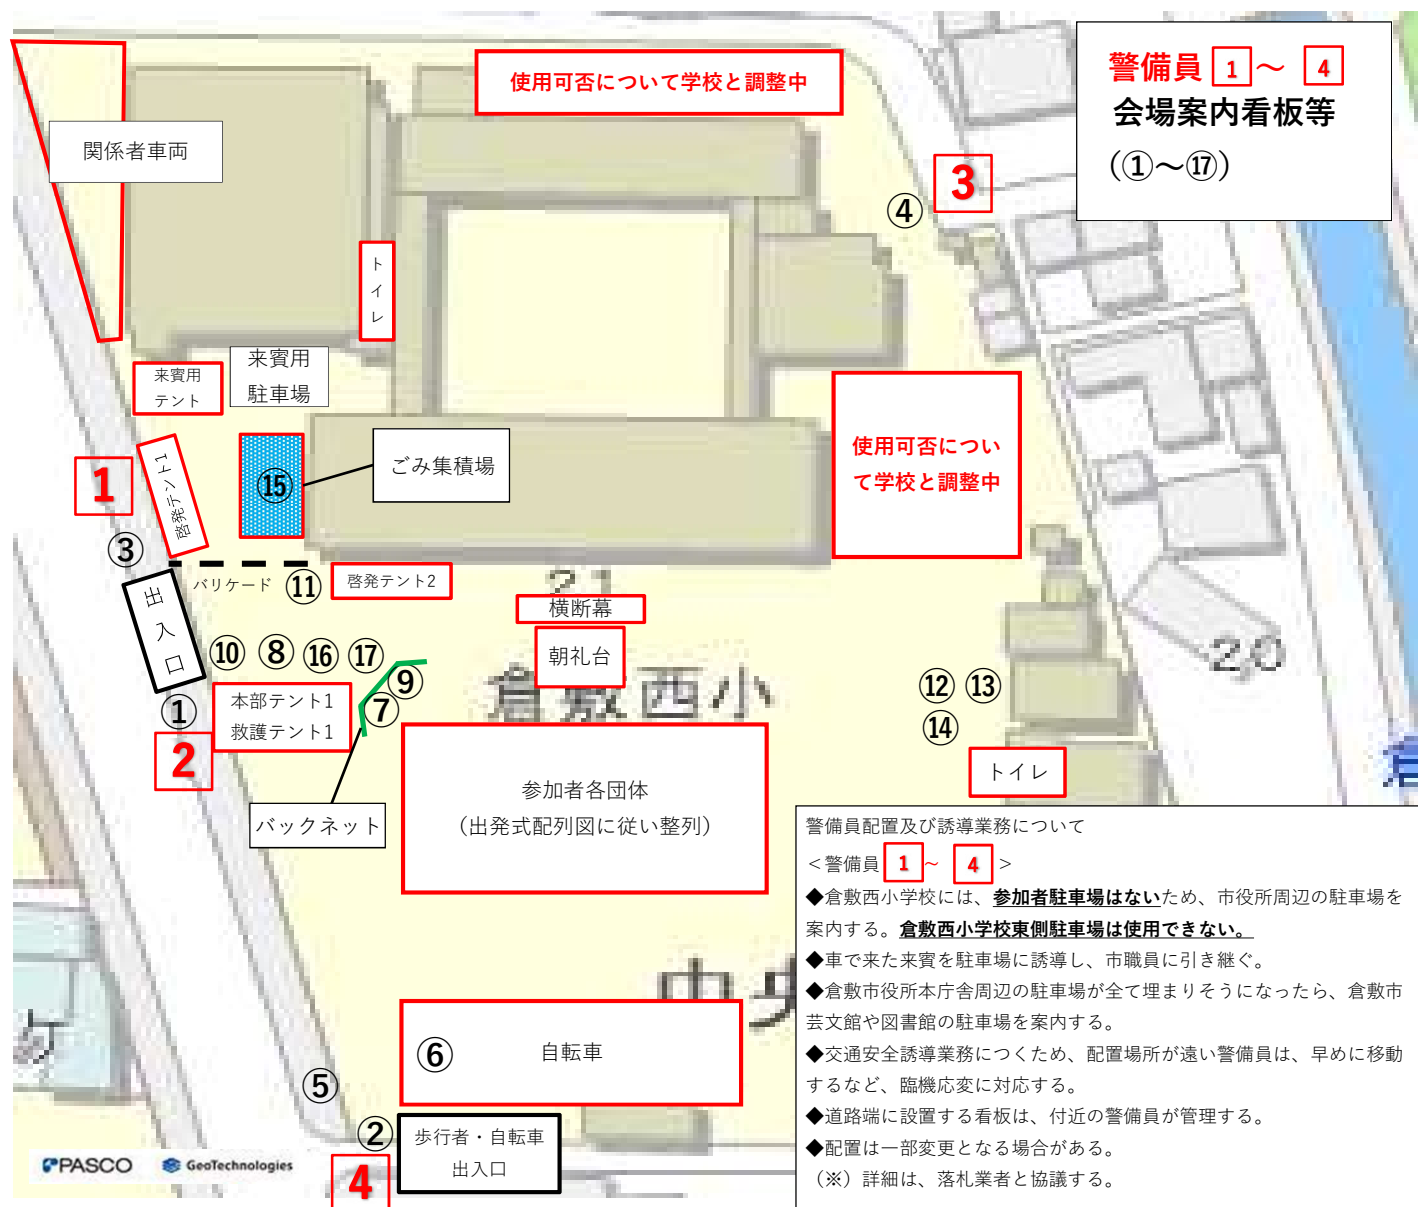 使用可否について学校と調整中
警備員 1 ~ 4
会場案内看板等
(①~⑰)
関係者車両
3
④
トイレ
来賓用
テント
来賓用
駐車場
使用可否につい
て学校と調整中
1
啓発テント1
⑮
ごみ集積場
③
バリケード
⑪
啓発テント2
21
横断幕
出入口
朝礼台
⑩ ⑧ ⑯ ⑰
⑨
⑦
倉敷西小
⑫ ⑬
⑭
20
①
2
本部テント1
救護テント1
トイレ
倉
バックネット
参加者各団体
(出発式配列図に従い整列)
中央
⑥
自転車
⑤
②
4
歩行者・自転車
出入口
ケ
警備員配置及び誘導業務について
<警備員 1 ~ 4 >
◆倉敷西小学校には、参加者駐車場はないため、市役所周辺の駐車場を
案内する。倉敷西小学校東側駐車場は使用できない。
◆車で来た来賓を駐車場に誘導し、市職員に引き継ぐ。
◆倉敷市役所本庁舎周辺の駐車場が全て埋まりそうになったら、倉敷市
芸文館や図書館の駐車場を案内する。
◆交通安全誘導業務につくため、配置場所が遠い警備員は、早めに移動
するなど、臨機応変に対応する。
◆道路端に設置する看板は、付近の警備員が管理する。
◆配置は一部変更となる場合がある。
(※)詳細は、落札業者と協議する。
PASCO GeoTechnologies